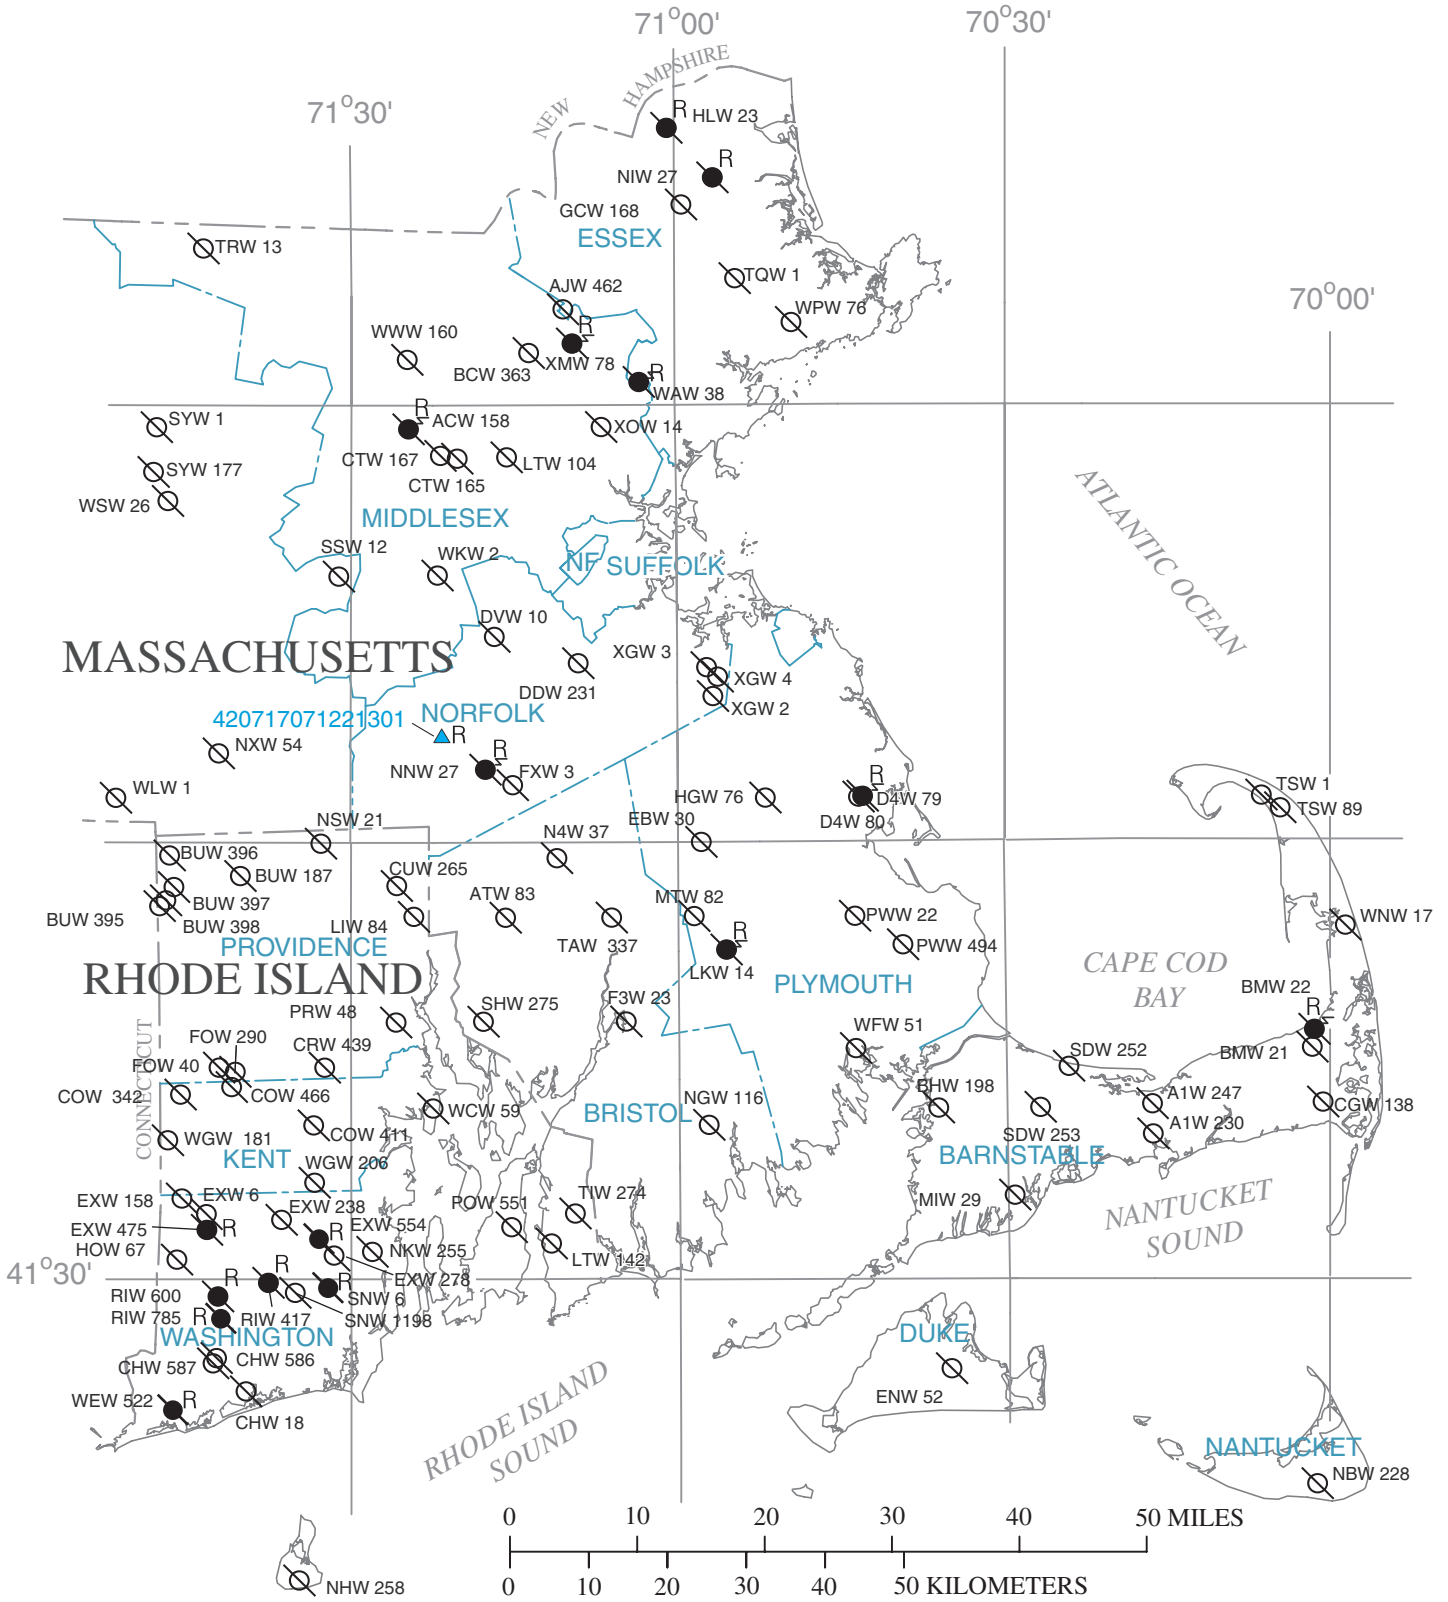 71°00'
70°30'
71°30'
70°00'
NEW HAMPSHIRE
R
HLW 23
R
NIW 27
GCW 168
ESSEX
TRW 13
TQW 1
AJW 462
WPW 76
R
WWW 160
BCW 363
XMW 78
R
WAW 38
SYW 1
R
ACW 158
XOW 14
CTW 167
LTW 104
SYW 177
CTW 165
WSW 26
MIDDLESEX
ATLANTIC OCEAN
SSW 12
WKW 2
NF
SUFFOLK
DVW 10
MASSACHUSETTS
XGW 3
XGW 4
DDW 231
XGW 2
420717071221301
NORFOLK
R
NXW 54
R
NNW 27
FXW 3
WLW 1
HGW 76
R
D4W 79
D4W 80
TSW 1
TSW 89
NSW 21
N4W 37
EBW 30
BUW 396
BUW 187
CUW 265
BUW 397
ATW 83
MTW 82
BUW 395
BUW 398
LIW 84
TAW 337
PWW 22
WNW 17
PROVIDENCE
R
LKW 14
PWW 494
RHODE ISLAND
PLYMOUTH
CAPE COD
BAY
BMW 22
R
PRW 48
SHW 275
F3W 23
WFW 51
CONNECTICUT
FOW 290
FOW 40
CRW 439
SDW 252
BMW 21
COW 342
COW 466
WCW 59
NGW 116
BHW 198
A1W 247
CGW 138
BRISTOL
WGW 181
COW 411
SDW 253
A1W 230
KENT
WGW 206
BARNSTABLE
EXW 158
EXW 6
EXW 238
POW 551
TIW 274
MIW 29
NANTUCKET
SOUND
EXW 475
R
R
EXW 554
HOW 67
NKW 255
LTW 142
41°30'
EXW 278
RIW 600
R
R
R
SNW 6
RIW 785
R
RIW 417
SNW 1198
WASHINGTON
DUKE
CHW 587
CHW 586
WEW 522
R
CHW 18
ENW 52
RHODE ISLAND
SOUND
NANTUCKET
NBW 228
0 10 20 30 40 50 MILES
0 10 20 30 40 50 KILOMETERS
NHW 258